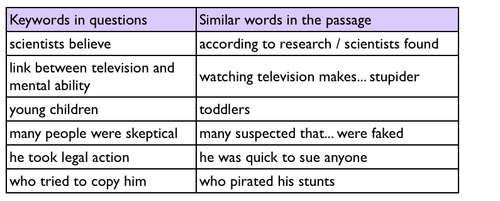 Keywords in questions Similar words in the passage
scientists believe according to research / scientists found
link between television and
mental ability watching television makes... stupider
young children toddlers
many people were skeptical many suspected that... were faked
he took legal action he was quick to sue anyone
who tried to copy him who pirated his stunts